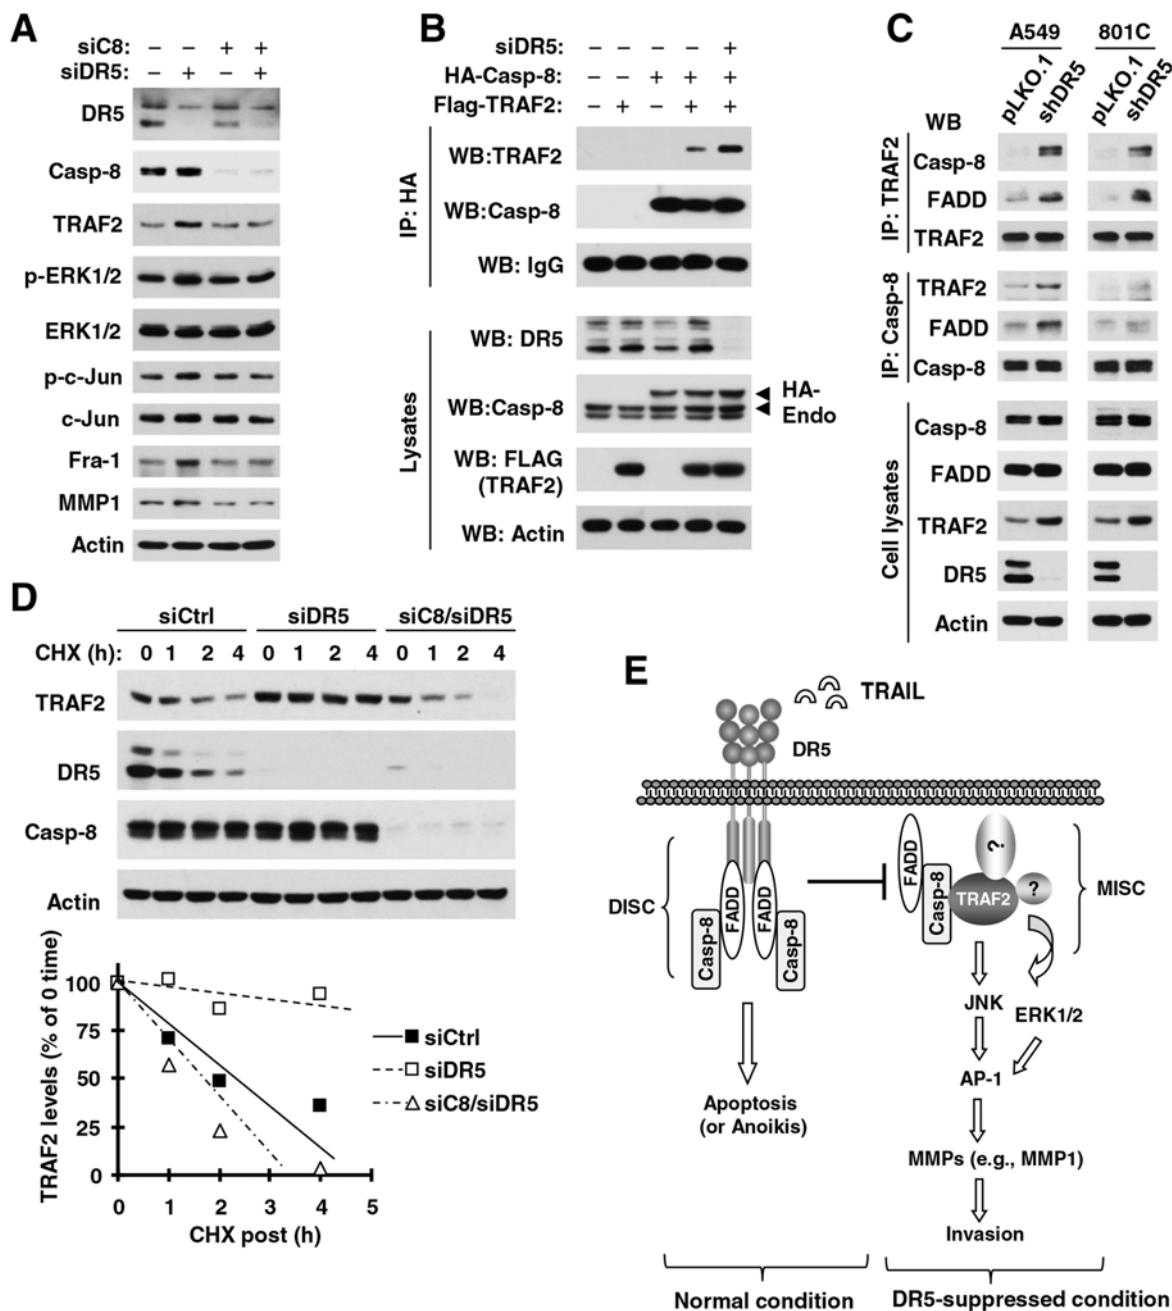 A
siC8: – – + +
siDR5: – + – +
DR5
Casp-8
TRAF2
p-ERK1/2
ERK1/2
p-c-Jun
c-Jun
Fra-1
MMP1
Actin
B
siDR5: – – – – +
HA-Casp-8: – – + + +
Flag-TRAF2: – + – + +
IP: HA
WB:TRAF2
WB:Casp-8
WB: IgG
Lysates
WB: DR5
WB:Casp-8
HA-
Endo
WB: FLAG
(TRAF2)
WB: Actin
C
A549 801C
pLKO.1 shDR5 pLKO.1 shDR5
WB
IP: TRAF2
Casp-8
FADD
TRAF2
IP: Casp-8
TRAF2
FADD
Casp-8
Cell lysates
Casp-8
FADD
TRAF2
DR5
Actin
D
siCtrl siDR5 siC8/siDR5
CHX (h): 0 1 2 4 0 1 2 4 0 1 2 4
TRAF2
DR5
Casp-8
Actin
TRAF2 levels (% of 0 time)
100
75
50
25
0
0 1 2 3 4 5
CHX post (h)
siCtrl
siDR5
siC8/siDR5
E
TRAIL
DR5
DISC
FADD
FADD
Casp-8
Casp-8
Apoptosis
(or Anoikis)
Normal condition
FADD
Casp-8
TRAF2
?
?
MISC
JNK
ERK1/2
AP-1
MMPs (e.g., MMP1)
Invasion
DR5-suppressed condition